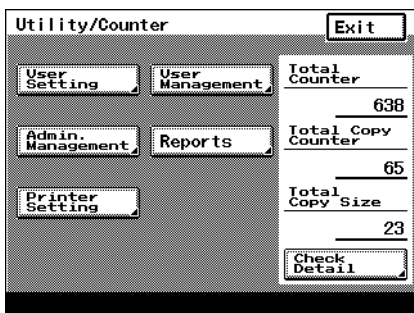 Utility/Counter
Exit
User
Setting
User
Management
Admin.
Management
Reports
Printer
Setting
Total
Counter
638
Total Copy
Counter
65
Total
Copy Size
23
Check
Detail